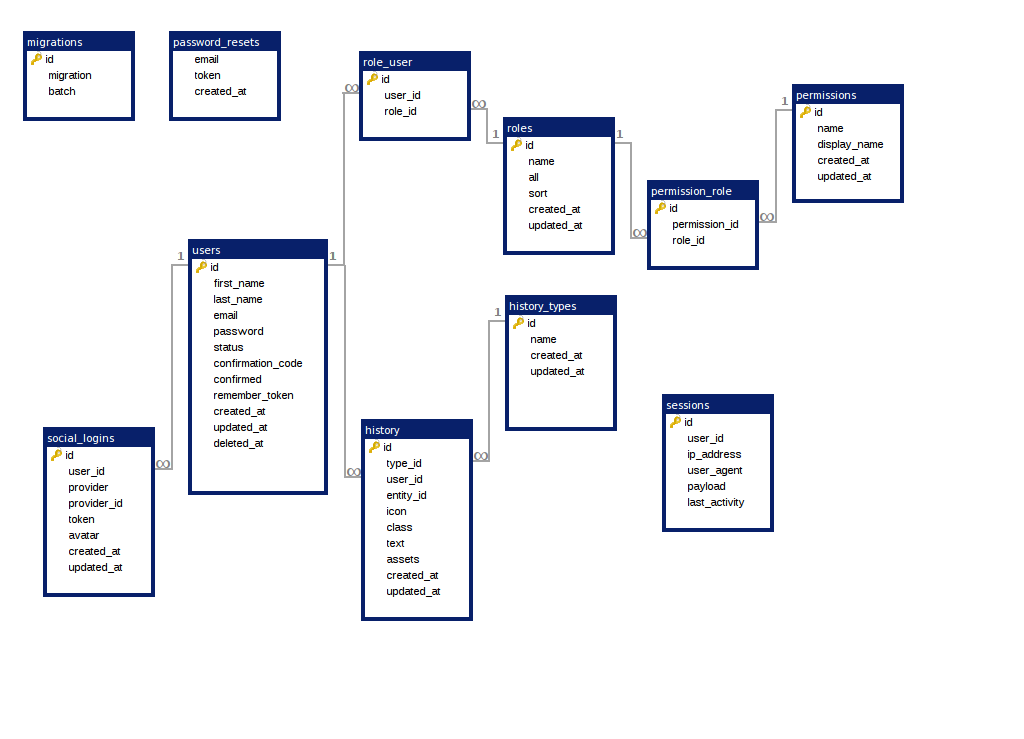 migrations
id
migration
batch
password_resets
email
token
created_at
role_user
id
user_id
role_id
roles
id
name
all
sort
created_at
updated_at
permission_role
id
permission_id
role_id
permissions
id
name
display_name
created_at
updated_at
users
id
first_name
last_name
email
password
status
confirmation_code
confirmed
remember_token
created_at
updated_at
deleted_at
social_logins
id
user_id
provider
provider_id
token
avatar
created_at
updated_at
history
id
type_id
user_id
entity_id
icon
class
text
assets
created_at
updated_at
history_types
id
name
created_at
updated_at
sessions
id
user_id
ip_address
user_agent
payload
last_activity
1
∞
1
∞
∞
1
1
∞
1
∞
∞
1
∞